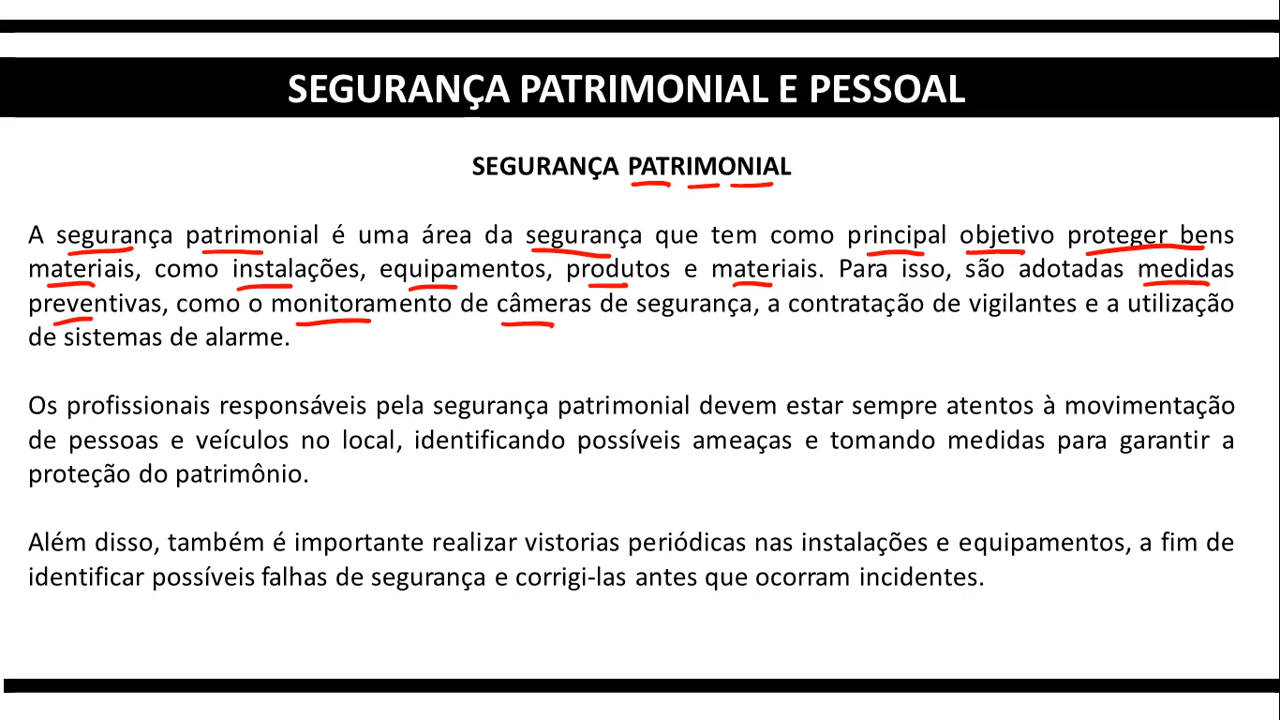 SEGURANÇA PATRIMONIAL E PESSOAL
SEGURANÇA PATRIMONIAL
A segurança patrimonial é uma área da segurança que tem como principal objetivo proteger bens
materiais, como instalações, equipamentos, produtos e materiais. Para isso, são adotadas medidas
preventivas, como o monitoramento de câmeras de segurança, a contratação de vigilantes e a utilização
de sistemas de alarme.
Os profissionais responsáveis pela segurança patrimonial devem estar sempre atentos à movimentação
de pessoas e veículos no local, identificando possíveis ameaças e tomando medidas para garantir a
proteção do patrimônio.
Além disso, também é importante realizar vistorias periódicas nas instalações e equipamentos, a fim de
identificar possíveis falhas de segurança e corrigi-las antes que ocorram incidentes.